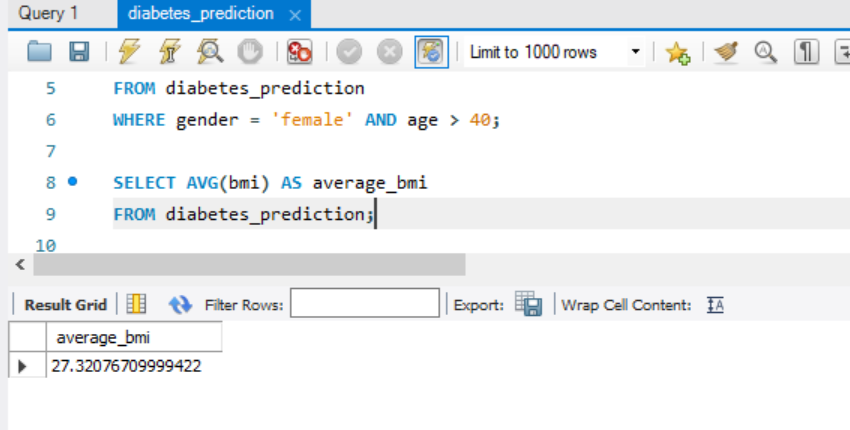 Query 1 diabetes_prediction ×
Limit to 1000 rows
5 FROM diabetes_prediction
6 WHERE gender = 'female' AND age > 40;
7
8 SELECT AVG(bmi) AS average_bmi
9 FROM diabetes_prediction;
10
Result Grid Filter Rows: Export: Wrap Cell Content: IA
average_bmi
27.32076709999422